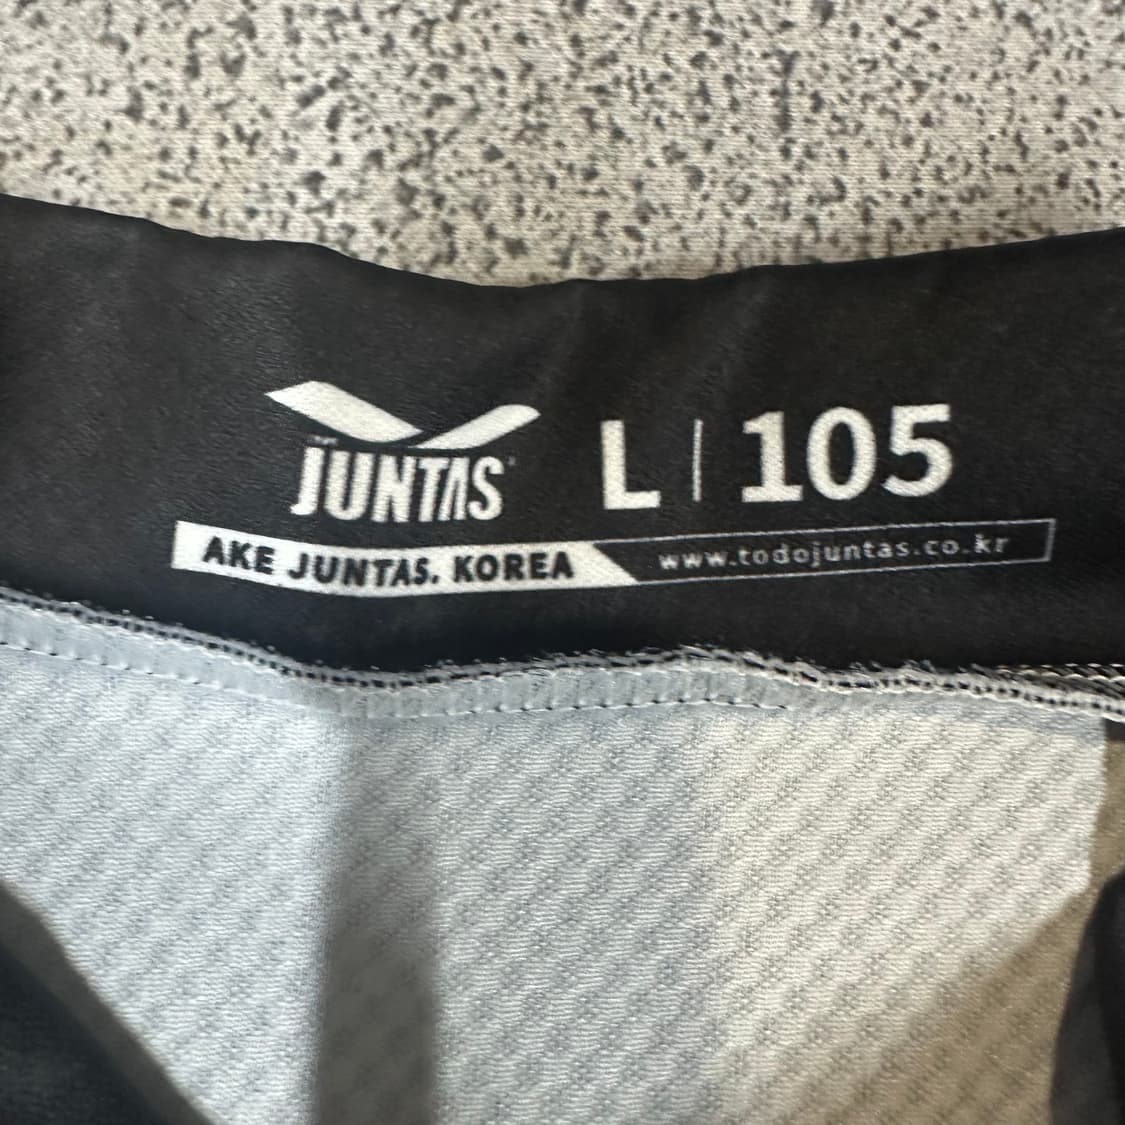 JUNTAS
L | 105
AKE JUNTAS. KOREA
www.todojuntas.co.kr